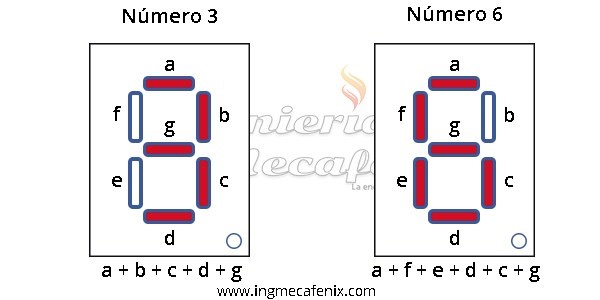 Número 3
Número 6
a
f
b
g
e
c
d
a + b + c + d + g
a
f
b
g
e
c
d
a + f + e + d + c + g
www.ingmecafenix.com